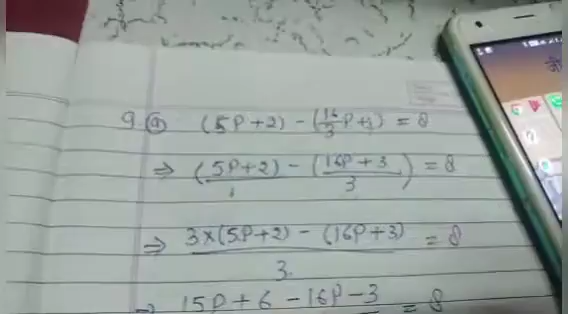 9. (a) (5P+2) - (16/3 P+1) = 8
⇒ (5P+2)/1 - (16P+3/3) = 8
⇒ 3×(5P+2) - (16P+3)/3 = 8
⇒ 15P+6-16P-3 = 8